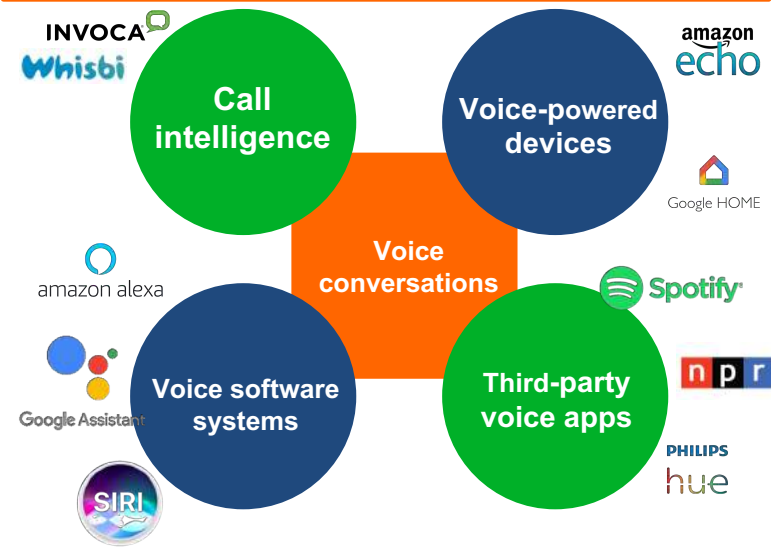 INVOCA
Whisbi
Call
intelligence
amazon
echo
Voice-powered
devices
Google HOME
Voice
conversations
amazon alexa
Spotify
Google Assistant
Voice software
systems
Third-party
voice apps
n p r
PHILIPS
hue
SIRI